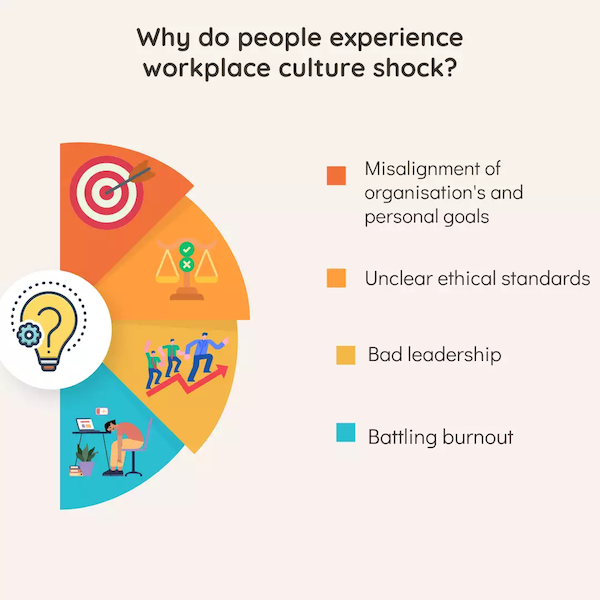 Why do people experience
workplace culture shock?
Misalignment of
organisation's and
personal goals
Unclear ethical standards
Bad leadership
Battling burnout